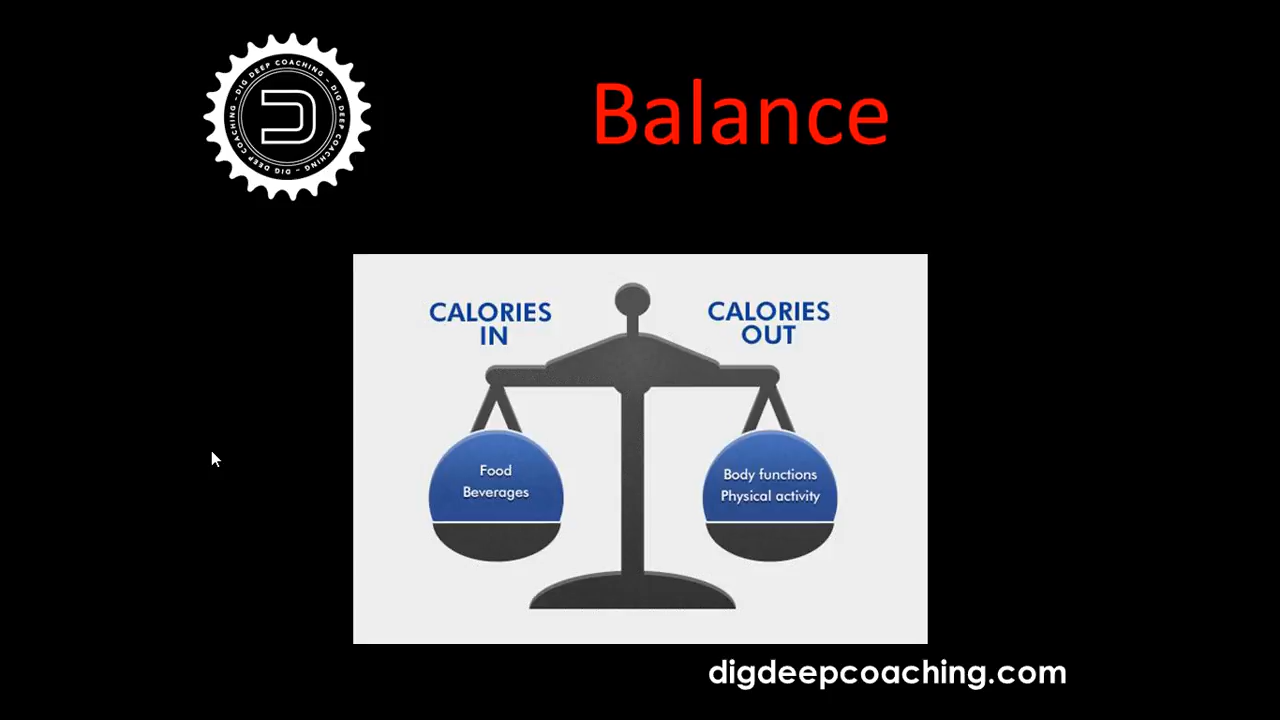 DIG DEEP COACHING – DIG DEEP COACHING – DIG DEEP COACHING –
Balance
CALORIES
IN
CALORIES
OUT
Food
Beverages
Body functions
Physical activity
digdeepcoaching.com